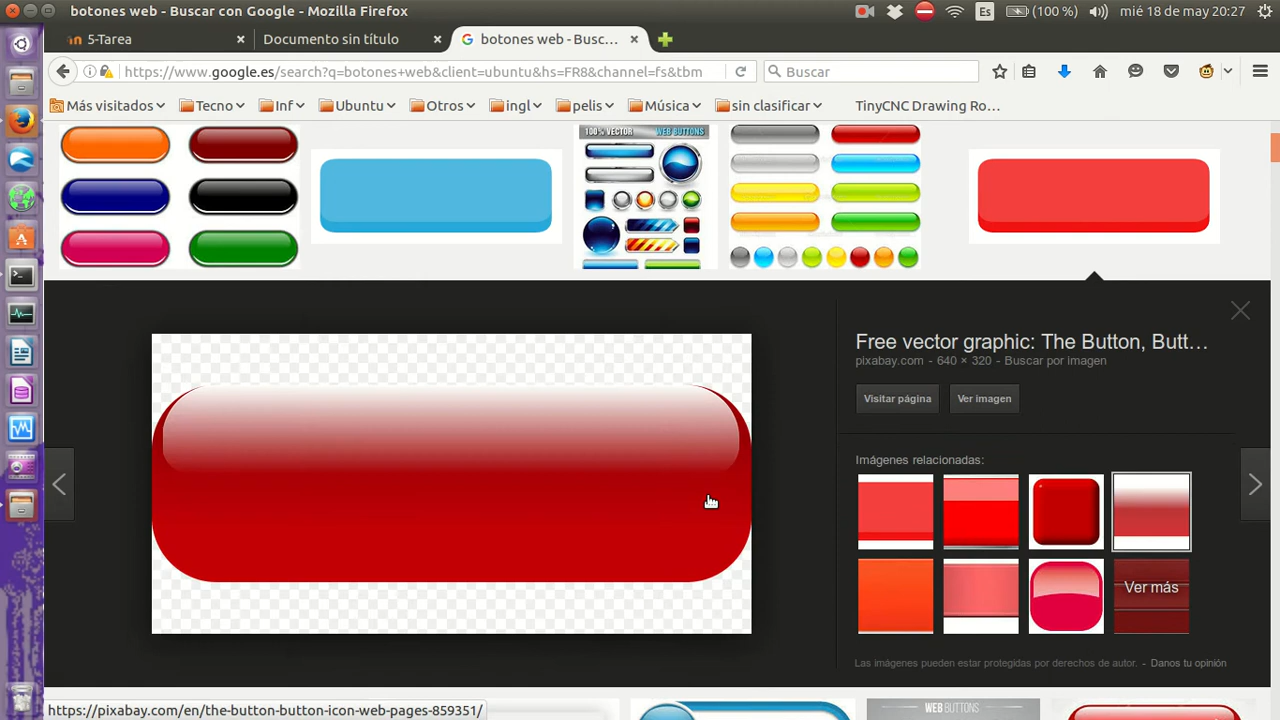 botones web - Buscar con Google - Mozilla Firefox
Es
(100 %)
mié 18 de may 20:27
5-Tarea
Documento sin título
botones web - Busc...
https://www.google.es/search?q=botones+web&client=ubuntu&hs=FR8&channel=fs&tbm
Buscar
Más visitados
Tecno
Inf
Ubuntu
Otros
ingl
pelis
Música
sin clasificar
TinyCNC Drawing Ro...
100% VECTOR
WEB BUTTONS
Free vector graphic: The Button, Butt...
pixabay.com - 640 × 320 - Buscar por imagen
Visitar página
Ver imagen
Imágenes relacionadas:
Ver más
Las imágenes pueden estar protegidas por derechos de autor. - Danos tu opinión
https://pixabay.com/en/the-button-button-icon-web-pages-859351/
WEB BUTTONS